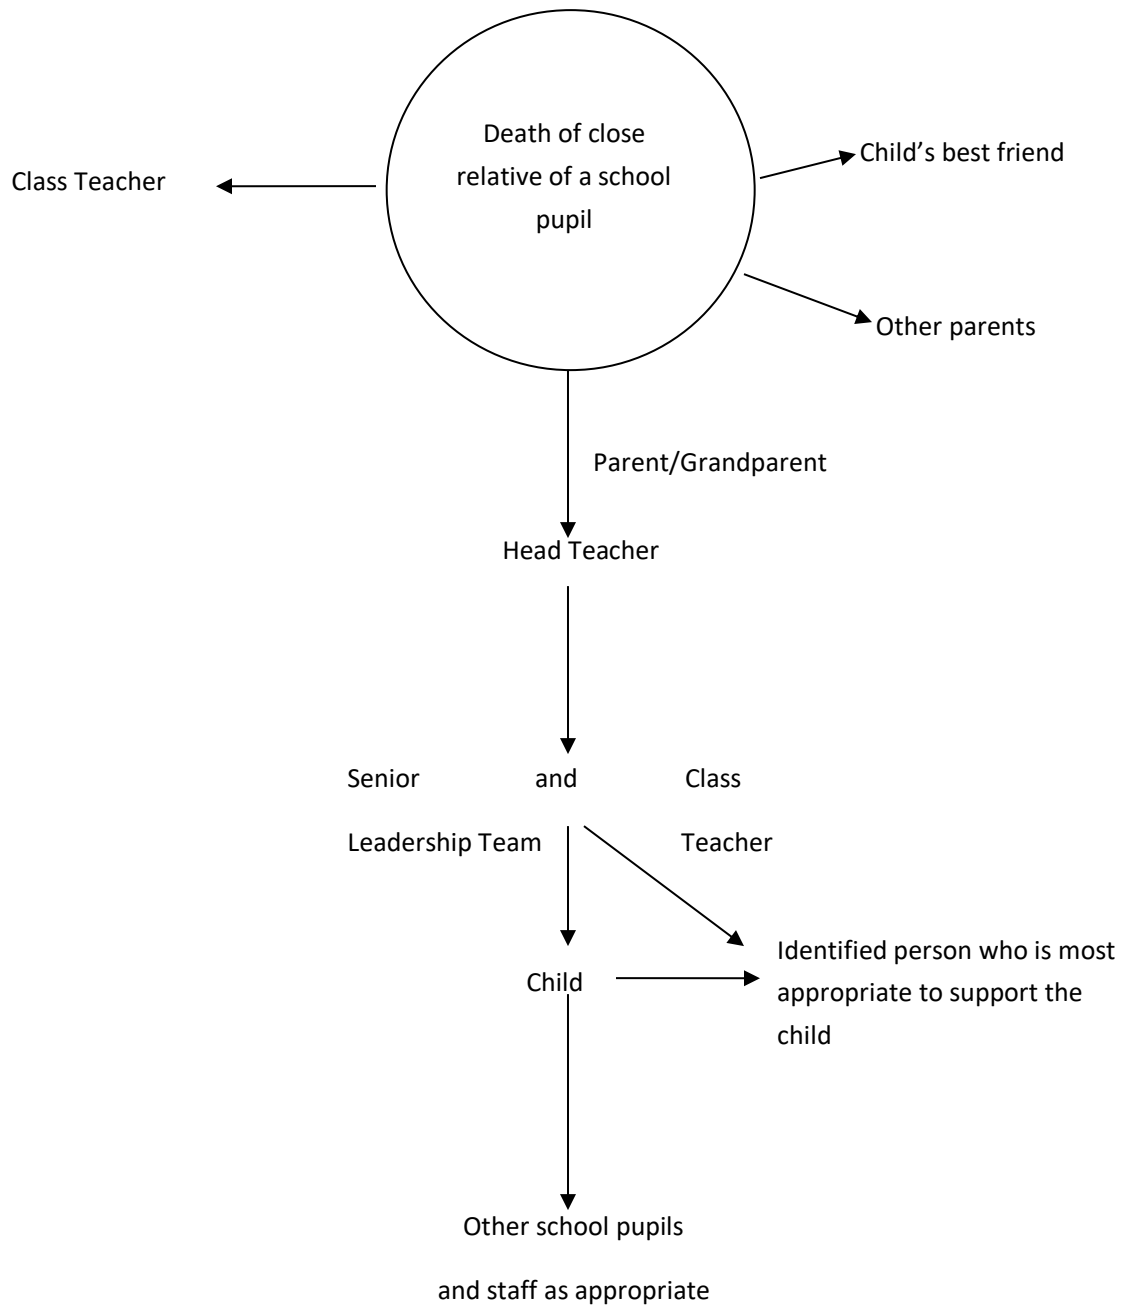 Death of close
relative of a school
pupil
Class Teacher
Child’s best friend
Other parents
Parent/Grandparent
Head Teacher
Senior and Class
Leadership Team Teacher
Identified person who is most
appropriate to support the
child
Child
Other school pupils
and staff as appropriate